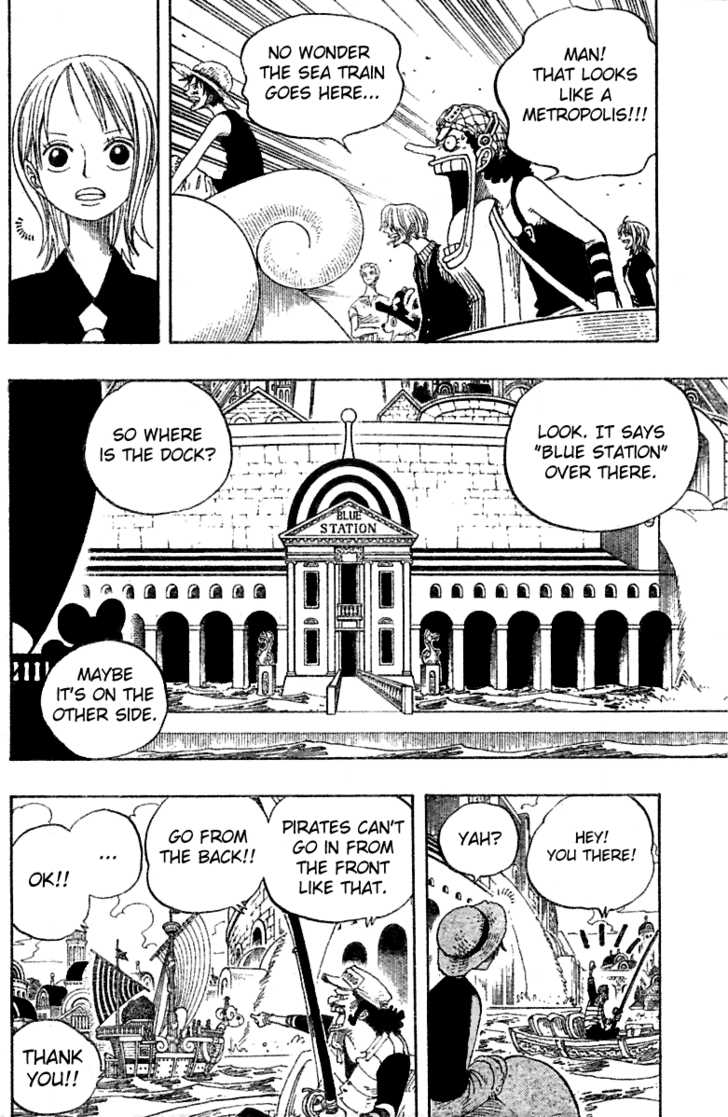 MAN!
THAT LOOKS
LIKE A
METROPOLIS!!!
NO WONDER
THE SEA TRAIN
GOES HERE...
LOOK. IT SAYS
"BLUE STATION"
OVER THERE.
BLUE
STATION
SO WHERE
IS THE DOCK?
MAYBE
IT'S ON THE
OTHER SIDE.
HEY!
YOU THERE!
YAH?
PIRATES CAN'T
GO IN FROM
THE FRONT
LIKE THAT.
GO FROM
THE BACK!!
...
OK!!
THANK
YOU!!